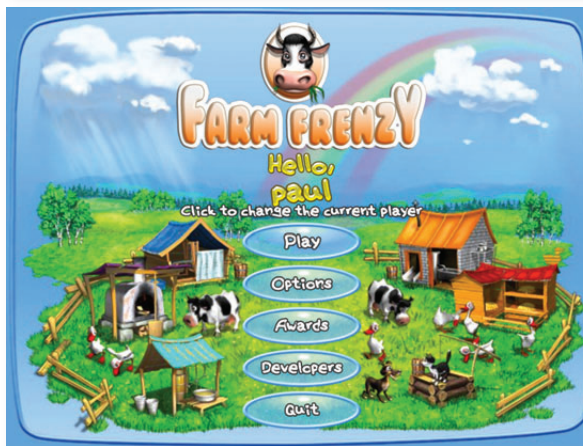 FARM FRENZY
Hello,
paul
Click to change the current player
Play
Options
Awards
Developers
Quit